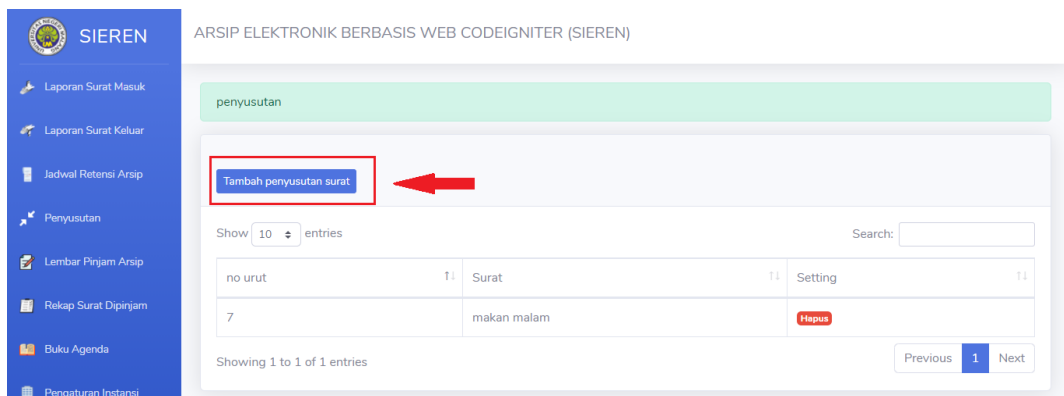 SIEREN
ARSIP ELEKTRONIK BERBASIS WEB CODEIGNITER (SIEREN)
Laporan Surat Masuk
Laporan Surat Keluar
Jadwal Retensi Arsip
Penyusutan
Lembar Pinjam Arsip
Rekap Surat Dipinjam
Buku Agenda
Pengaturan Instansi
penyusutan
Tambah penyusutan surat
Show 10 entries
Search:
no urut Surat Setting
7 makan malam Hapus
Showing 1 to 1 of 1 entries
Previous 1 Next